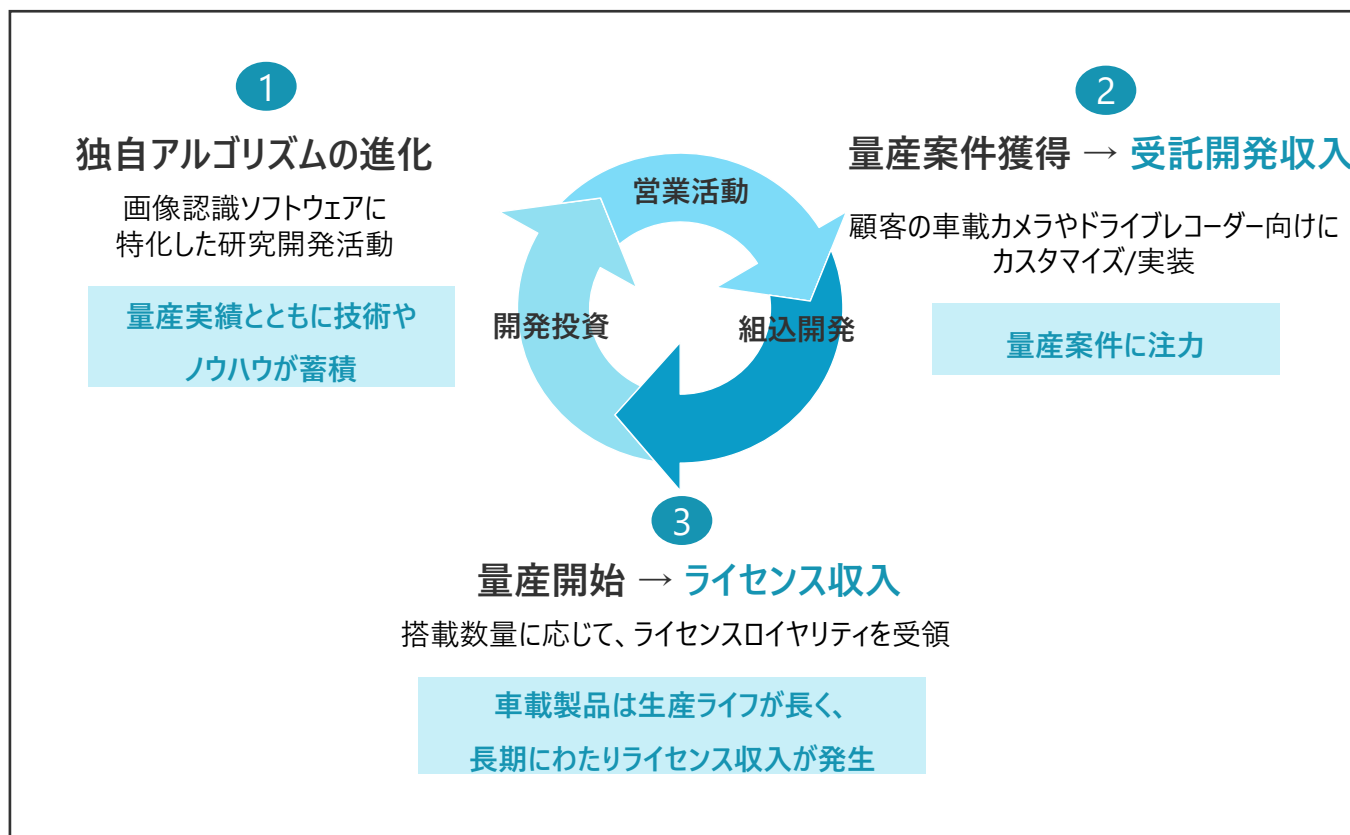 1
独自アルゴリズムの進化
画像認識ソフトウェアに
特化した研究開発活動
量産実績とともに技術や
ノウハウが蓄積
営業活動
開発投資
組込開発
2
量産案件獲得 → 受託開発収入
顧客の車載カメラやドライブレコーダー向けに
カスタマイズ/実装
量産案件に注力
3
量産開始 → ライセンス収入
搭載数量に応じて、ライセンスロイヤリティを受領
車載製品は生産ライフが長く、
長期にわたりライセンス収入が発生